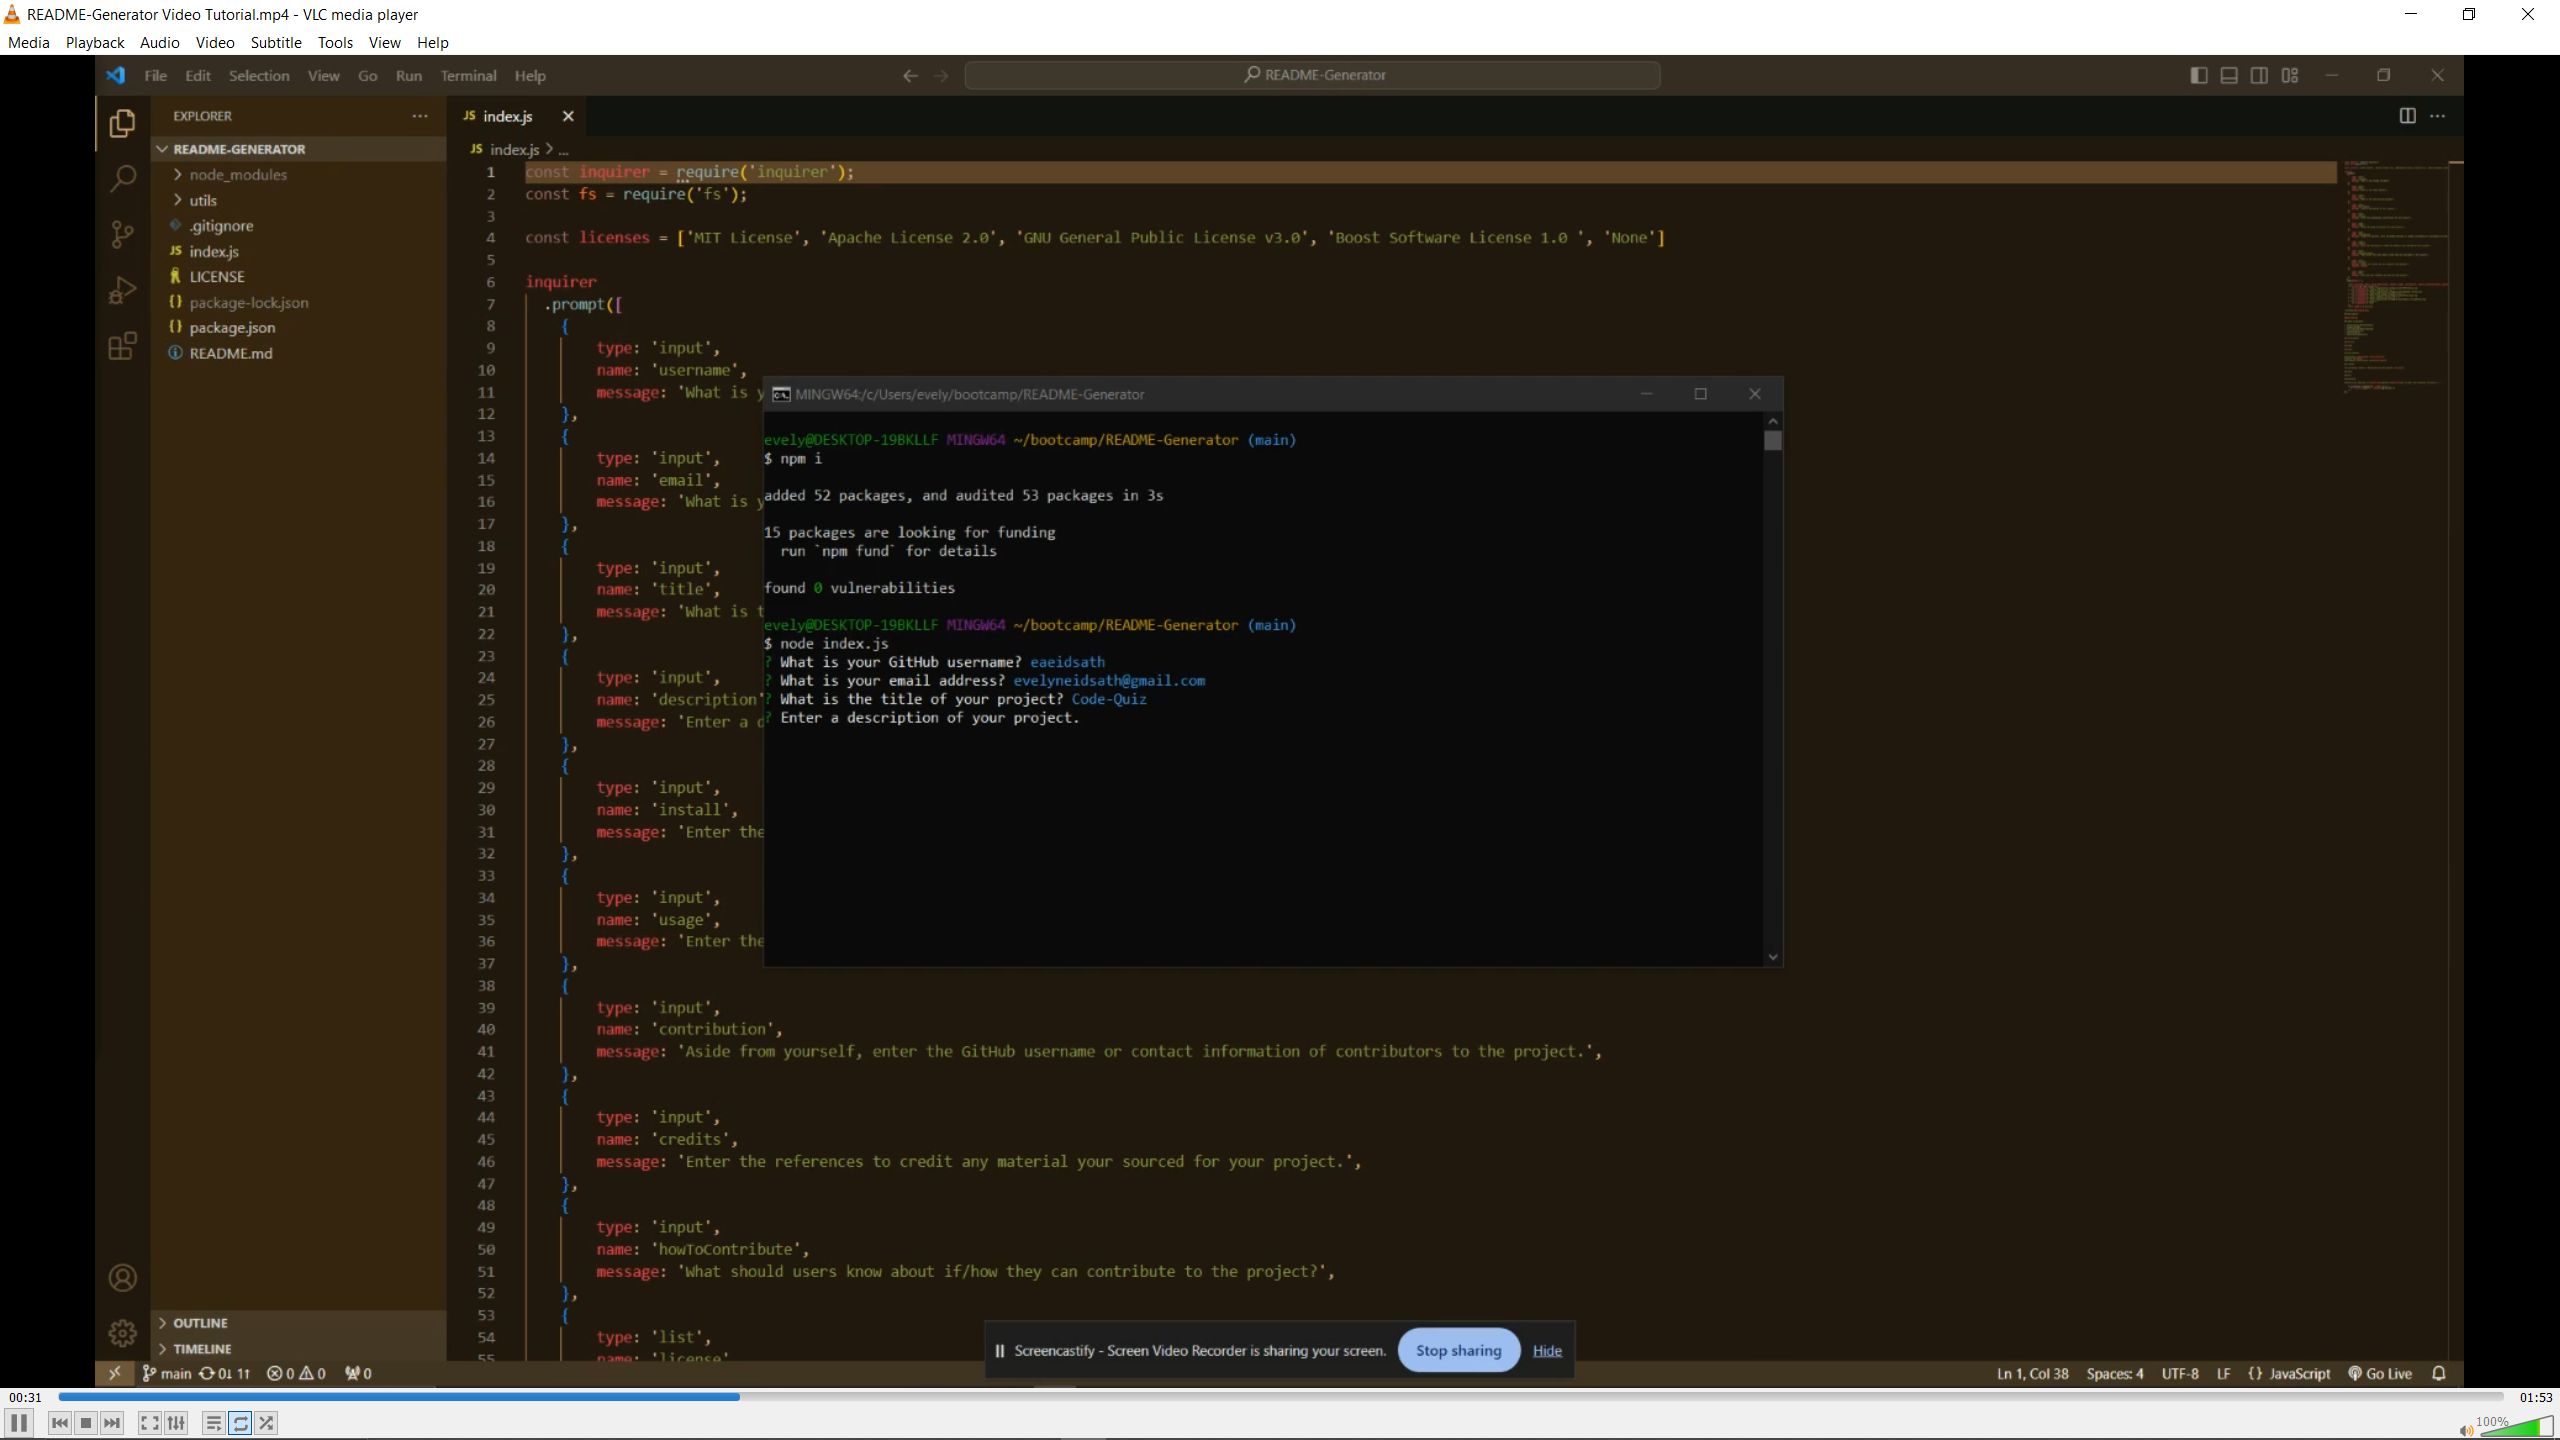 README-Generator Video Tutorial.mp4 - VLC media player
Media Playback Audio Video Subtitle Tools View Help
File Edit Selection View Go Run Terminal Help
README-Generator
EXPLORER
README-GENERATOR
node_modules
utils
.gitignore
index.js
LICENSE
package-lock.json
package.json
README.md
OUTLINE
TIMELINE
JS index.js
JS index.js > ...
1 const inquirer = require('inquirer');
2 const fs = require('fs');
3
4 const licenses = ['MIT License', 'Apache License 2.0', 'GNU General Public License v3.0', 'Boost Software License 1.0 ', 'None']
5
6 inquirer
7 .prompt([
8 {
9 type: 'input',
10 name: 'username',
11 message: 'What is y
12 },
13 {
14 type: 'input',
15 name: 'email',
16 message: 'What is y
17 },
18 {
19 type: 'input',
20 name: 'title',
21 message: 'What is t
22 },
23 {
24 type: 'input',
25 name: 'description'
26 message: 'Enter a d
27 },
28 {
29 type: 'input',
30 name: 'install',
31 message: 'Enter the
32 },
33 {
34 type: 'input',
35 name: 'usage',
36 message: 'Enter the
37 },
38 {
39 type: 'input',
40 name: 'contribution',
41 message: 'Aside from yourself, enter the GitHub username or contact information of contributors to the project.',
42 },
43 {
44 type: 'input',
45 name: 'credits',
46 message: 'Enter the references to credit any material your sourced for your project.',
47 },
48 {
49 type: 'input',
50 name: 'howToContribute',
51 message: 'What should users know about if/how they can contribute to the project?',
52 },
53 {
54 type: 'list',
55 name: 'license'
MINGW64:/c/Users/evely/bootcamp/README-Generator
evely@DESKTOP-19BKLLF MINGW64 ~/bootcamp/README-Generator (main)
$ npm i
added 52 packages, and audited 53 packages in 3s
15 packages are looking for funding
run `npm fund` for details
found 0 vulnerabilities
evely@DESKTOP-19BKLLF MINGW64 ~/bootcamp/README-Generator (main)
$ node index.js
? What is your GitHub username? eaeidsath
? What is your email address? evelyneidsath@gmail.com
? What is the title of your project? Code-Quiz
? Enter a description of your project.
Screencastify - Screen Video Recorder is sharing your screen. Stop sharing Hide
main 0↓ 1↑ 0 0 0 Ln 1, Col 38 Spaces: 4 UTF-8 LF {} JavaScript Go Live
00:31 01:53
100%